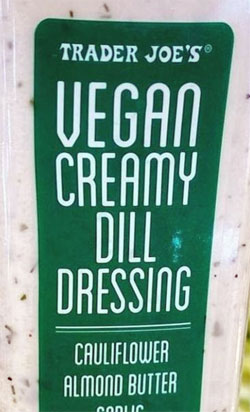 TRADER JOE'S®
VEGAN
CREAMY
DILL
DRESSING
CAULIFLOWER
ALMOND BUTTER